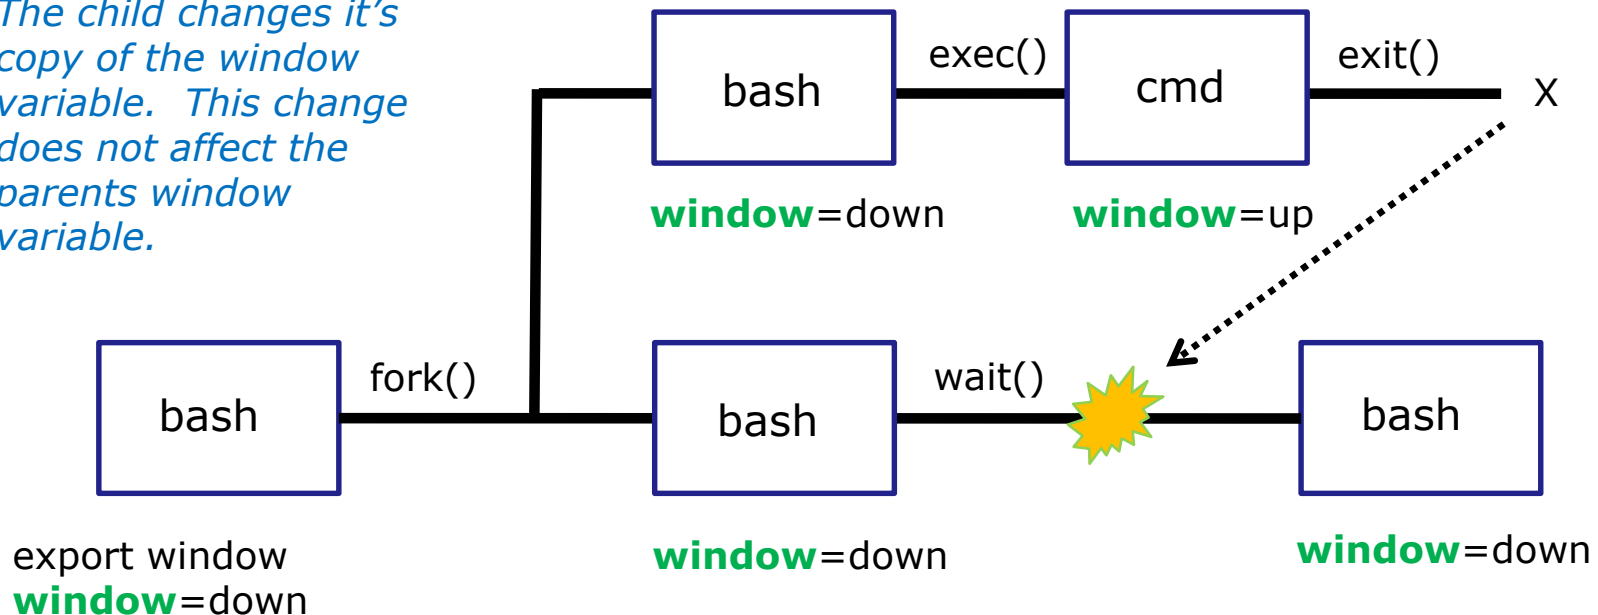 The child changes it's
copy of the window
variable. This change
does not affect the
parents window
variable.
bash
exec()
cmd
exit()
X
window=down
window=up
bash
fork()
bash
wait()
bash
export window
window=down
window=down
window=down